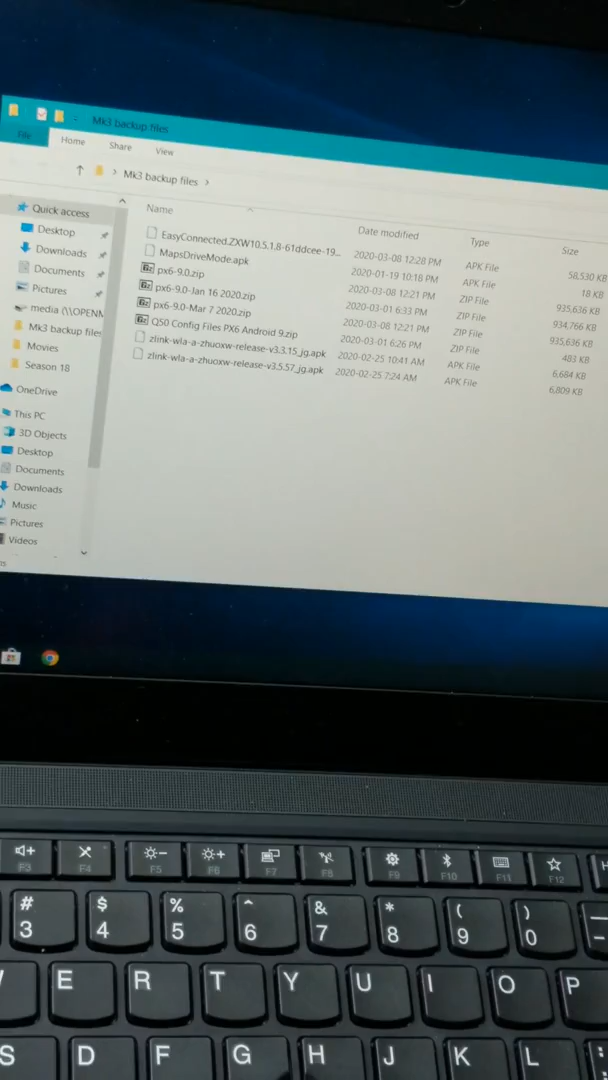 Mk3 backup files
File Home Share View
Mk3 backup files
Name Date modified Type Size
EasyConnected.ZXW10.5.1.8-61ddcee-19... 2020-03-08 12:28 PM APK File 58,530 KB
MapsDriveMode.apk 2020-01-19 10:18 PM APK File 18 KB
px6-9.0.zip 2020-03-08 12:21 PM ZIP File 935,636 KB
px6-9.0-Jan 16 2020.zip 2020-03-01 6:33 PM ZIP File 934,766 KB
px6-9.0-Mar 7 2020.zip 2020-03-08 12:21 PM ZIP File 935,636 KB
Q50 Config Files PX6 Android 9.zip 2020-03-01 6:26 PM ZIP File 483 KB
zlink-wla-a-zhuoxw-release-v3.3.15_jg.apk 2020-02-25 10:41 AM APK File 6,684 KB
zlink-wla-a-zhuoxw-release-v3.5.57_jg.apk 2020-02-25 7:24 AM APK File 6,809 KB
Quick access
Desktop
Downloads
Documents
Pictures
media (\\OPENM
Mk3 backup files
Movies
Season 18
OneDrive
This PC
3D Objects
Desktop
Documents
Downloads
Music
Pictures
Videos
F3 F4 F5 F6 F7 F8 F9 F10 F11 F12 H
# $ % ^ & * ( )
3 4 5 6 7 8 9 0
E R T Y U I O P
S D F G H J K L